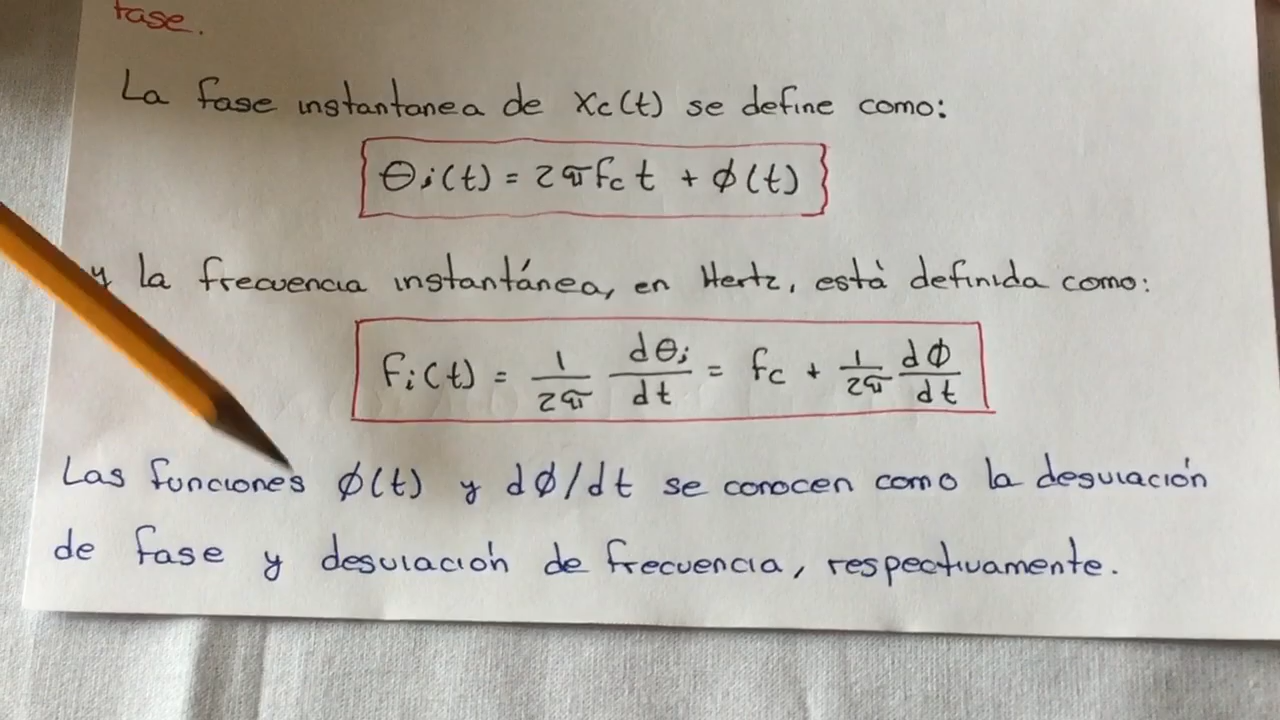 fase.
La fase instantanea de Xc(t) se define como:
θi(t) = 2πfct + ϕ(t)
y la frecuencia instantánea, en Hertz, està definida como:
fi(t) = 1/2π dθi/dt = fc + 1/2π dϕ/dt
Las funciones ϕ(t) y dϕ/dt se conocen como la desviación
de fase y desviación de frecuencia, respectivamente.